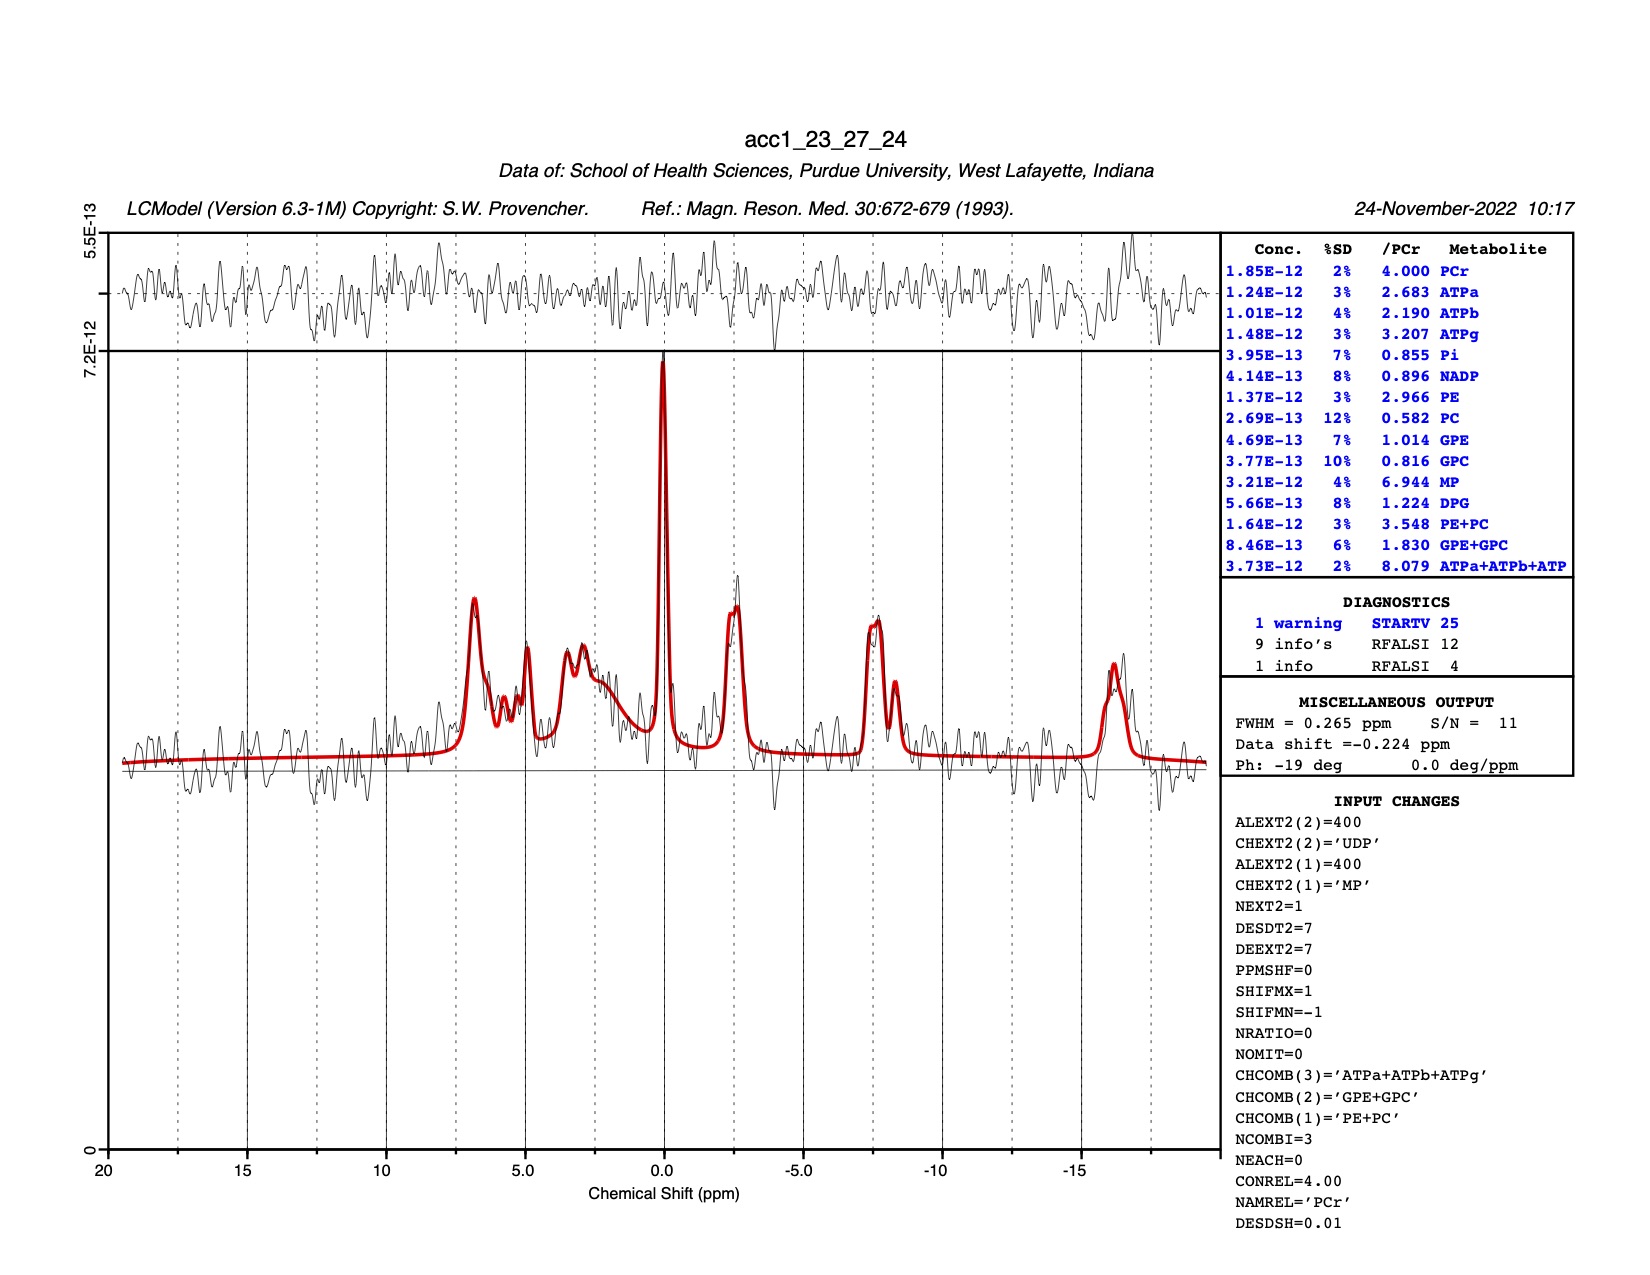 acc1_23_27_24
Data of: School of Health Sciences, Purdue University, West Lafayette, Indiana
LCModel (Version 6.3-1M) Copyright: S.W. Provencher. Ref.: Magn. Reson. Med. 30:672-679 (1993). 24-November-2022 10:17
5.5E-13
7.2E-12
0
20 15 10 5.0 0.0 -5.0 -10 -15
Chemical Shift (ppm)
Conc. %SD /PCr Metabolite
1.85E-12 2% 4.000 PCr
1.24E-12 3% 2.683 ATPa
1.01E-12 4% 2.190 ATPb
1.48E-12 3% 3.207 ATPg
3.95E-13 7% 0.855 Pi
4.14E-13 8% 0.896 NADP
1.37E-12 3% 2.966 PE
2.69E-13 12% 0.582 PC
4.69E-13 7% 1.014 GPE
3.77E-13 10% 0.816 GPC
3.21E-12 4% 6.944 MP
5.66E-13 8% 1.224 DPG
1.64E-12 3% 3.548 PE+PC
8.46E-13 6% 1.830 GPE+GPC
3.73E-12 2% 8.079 ATPa+ATPb+ATP
DIAGNOSTICS
1 warning STARTV 25
9 info's RFALSI 12
1 info RFALSI 4
MISCELLANEOUS OUTPUT
FWHM = 0.265 ppm S/N = 11
Data shift =-0.224 ppm
Ph: -19 deg 0.0 deg/ppm
INPUT CHANGES
ALEXT2(2)=400
CHEXT2(2)='UDP'
ALEXT2(1)=400
CHEXT2(1)='MP'
NEXT2=1
DESDT2=7
DEEXT2=7
PPMSHF=0
SHIFMX=1
SHIFMN=-1
NRATIO=0
NOMIT=0
CHCOMB(3)='ATPa+ATPb+ATPg'
CHCOMB(2)='GPE+GPC'
CHCOMB(1)='PE+PC'
NCOMBI=3
NEACH=0
CONREL=4.00
NAMREL='PCr'
DESDSH=0.01